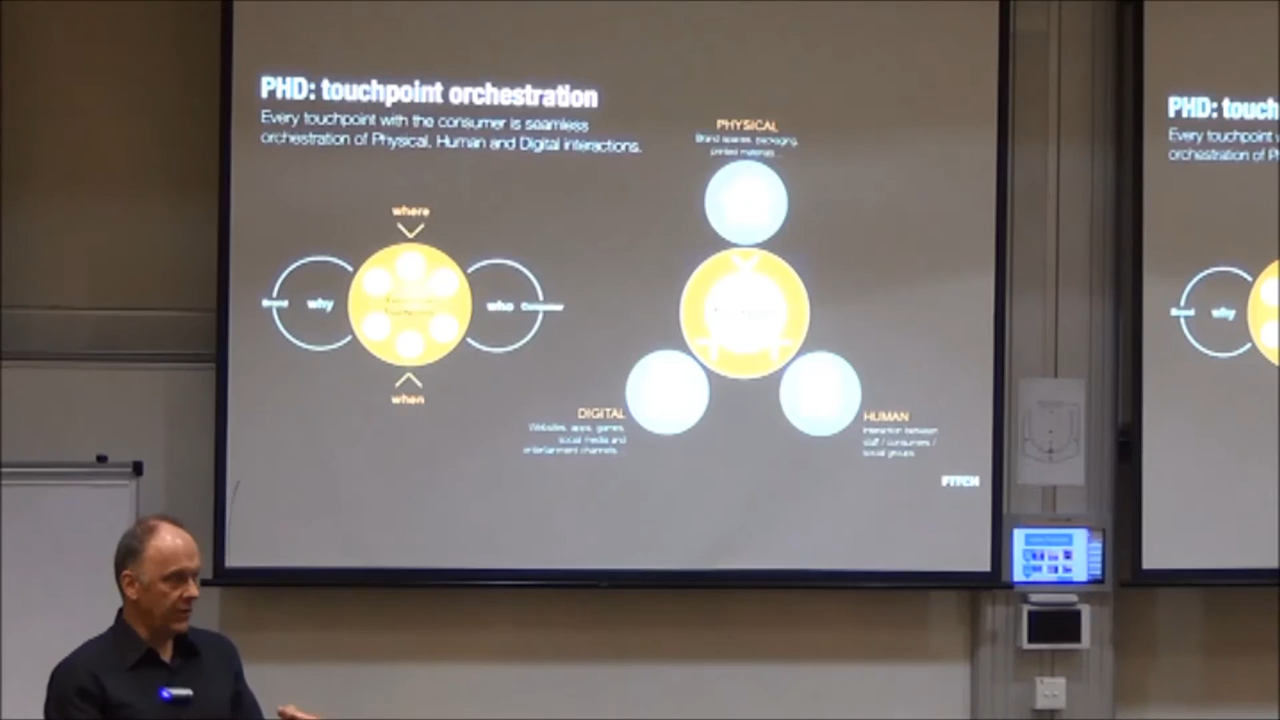 PHD: touchpoint orchestration
Every touchpoint with the consumer is seamless
orchestration of Physical, Human and Digital interactions.
where
Brand
why
who
Consumer
when
PHYSICAL
Brand spaces, packaging,
printed materials...
DIGITAL
Websites, apps, games,
social media and
entertainment channels...
HUMAN
Interaction between
staff / consumers /
social groups
FITCH
PHD: touch
Every touchpoint
orchestration of P
Brand
why